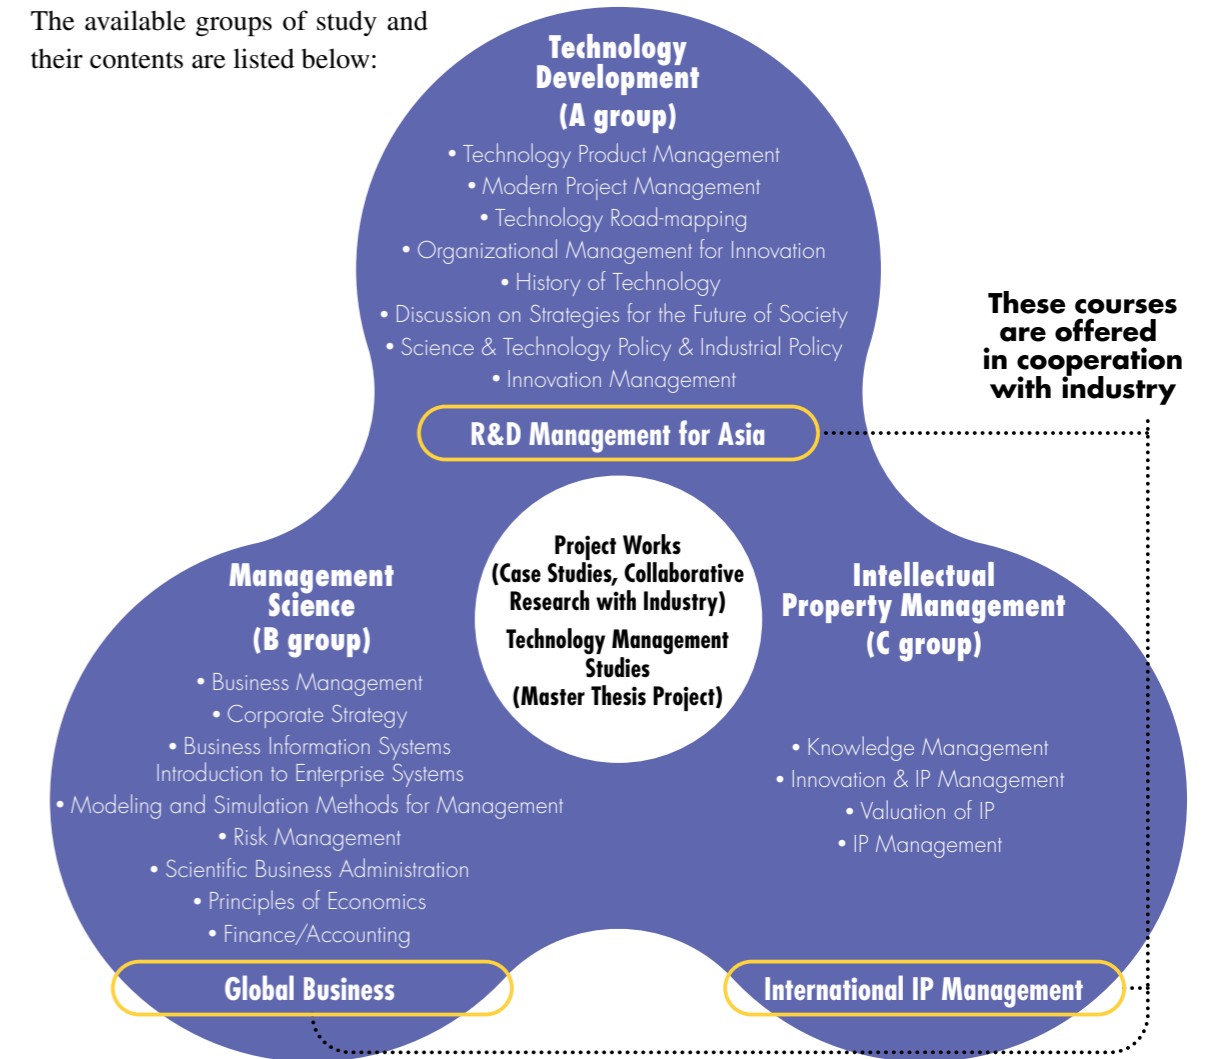 The available groups of study and
their contents are listed below:
Technology
Development
(A group)
• Technology Product Management
• Modern Project Management
• Technology Road-mapping
• Organizational Management for Innovation
• History of Technology
• Discussion on Strategies for the Future of Society
• Science & Technology Policy & Industrial Policy
• Innovation Management
R&D Management for Asia
These courses
are offered
in cooperation
with industry
Project Works
(Case Studies, Collaborative
Research with Industry)
Technology Management
Studies
(Master Thesis Project)
Management
Science
(B group)
• Business Management
• Corporate Strategy
• Business Information Systems
Introduction to Enterprise Systems
• Modeling and Simulation Methods for Management
• Risk Management
• Scientific Business Administration
• Principles of Economics
• Finance/Accounting
Global Business
Intellectual
Property Management
(C group)
• Knowledge Management
• Innovation & IP Management
• Valuation of IP
• IP Management
International IP Management